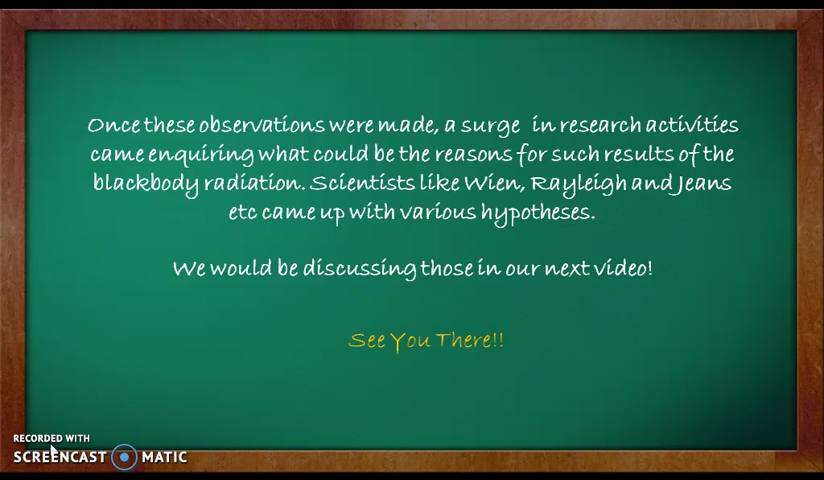 Once these observations were made, a surge in research activities
came enquiring what could be the reasons for such results of the
blackbody radiation. Scientists like Wien, Rayleigh and Jeans
etc came up with various hypotheses.
We would be discussing those in our next video!
See You There!!
RECORDED WITH
SCREENCAST MATIC